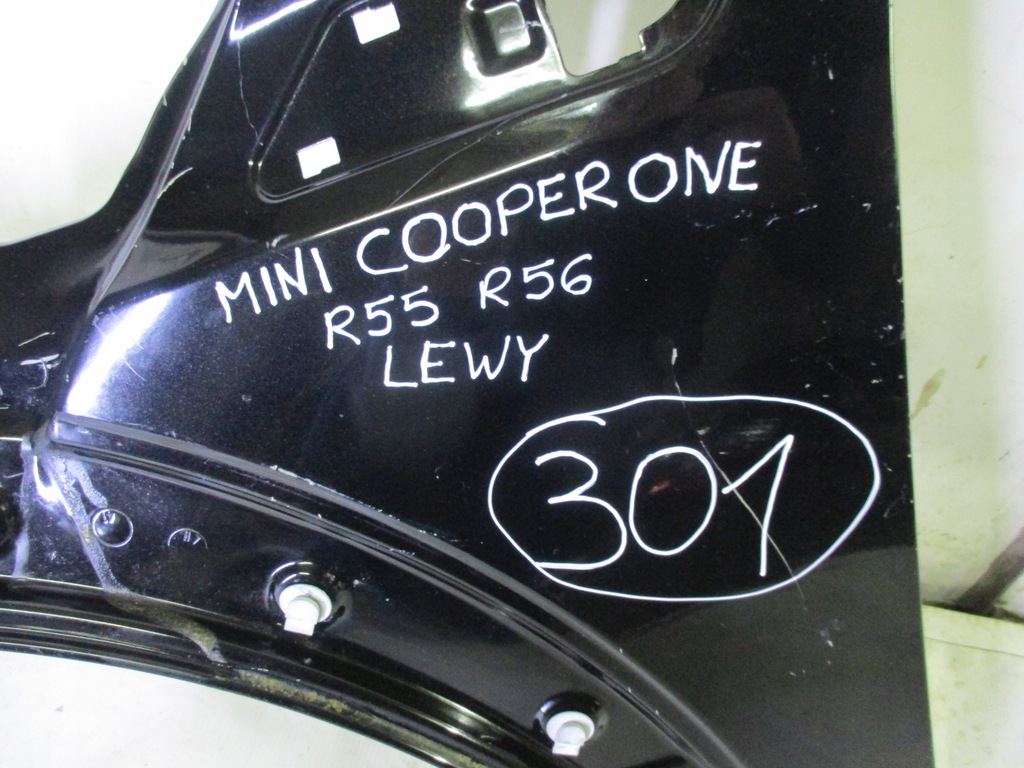 MINI COOPER ONE
R55 R56
LEWY
301